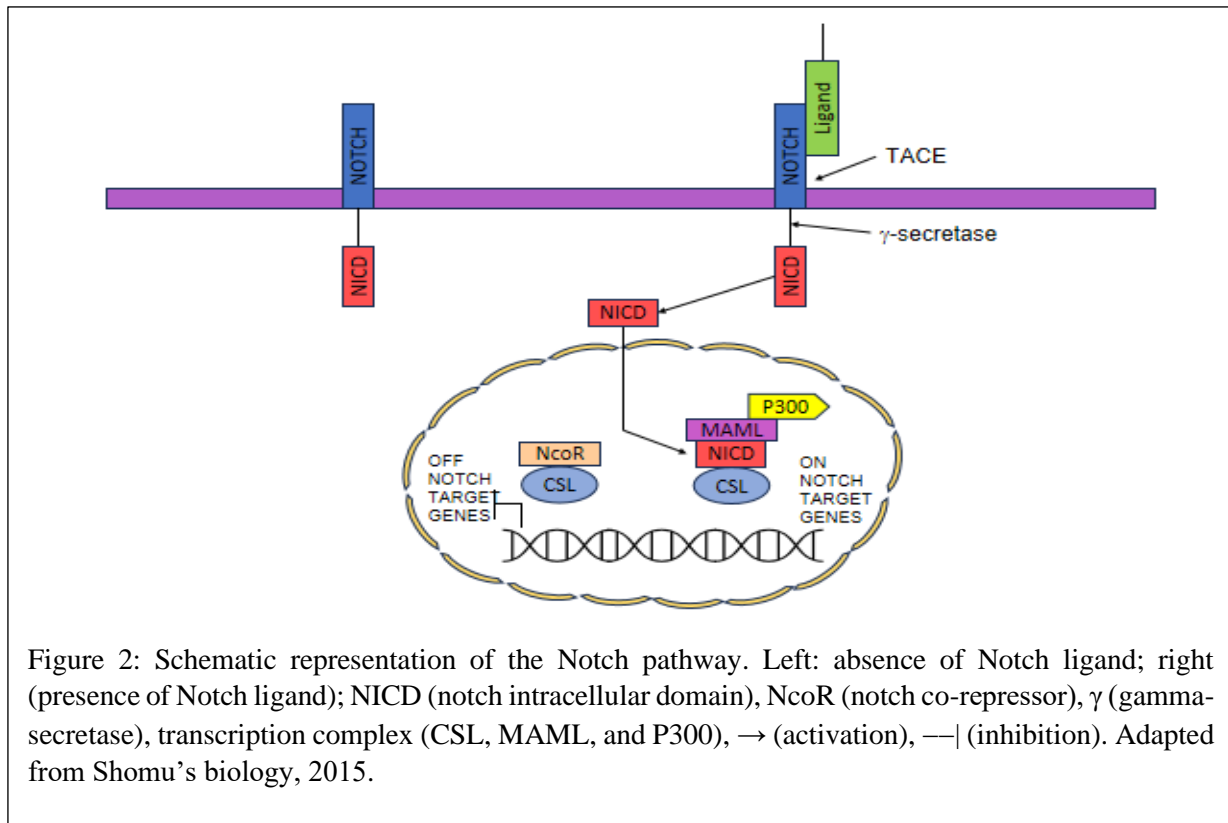 Ligand
NOTCH
NOTCH
TACE
γ-secretase
NICD
NICD
NICD
P300
MAML
NcoR
NICD
CSL
CSL
OFF
NOTCH
TARGET
GENES
ON
NOTCH
TARGET
GENES
Figure 2: Schematic representation of the Notch pathway. Left: absence of Notch ligand; right
(presence of Notch ligand); NICD (notch intracellular domain), NcoR (notch co-repressor), γ (gamma-
secretase), transcription complex (CSL, MAML, and P300), → (activation), ––| (inhibition). Adapted
from Shomu’s biology, 2015.